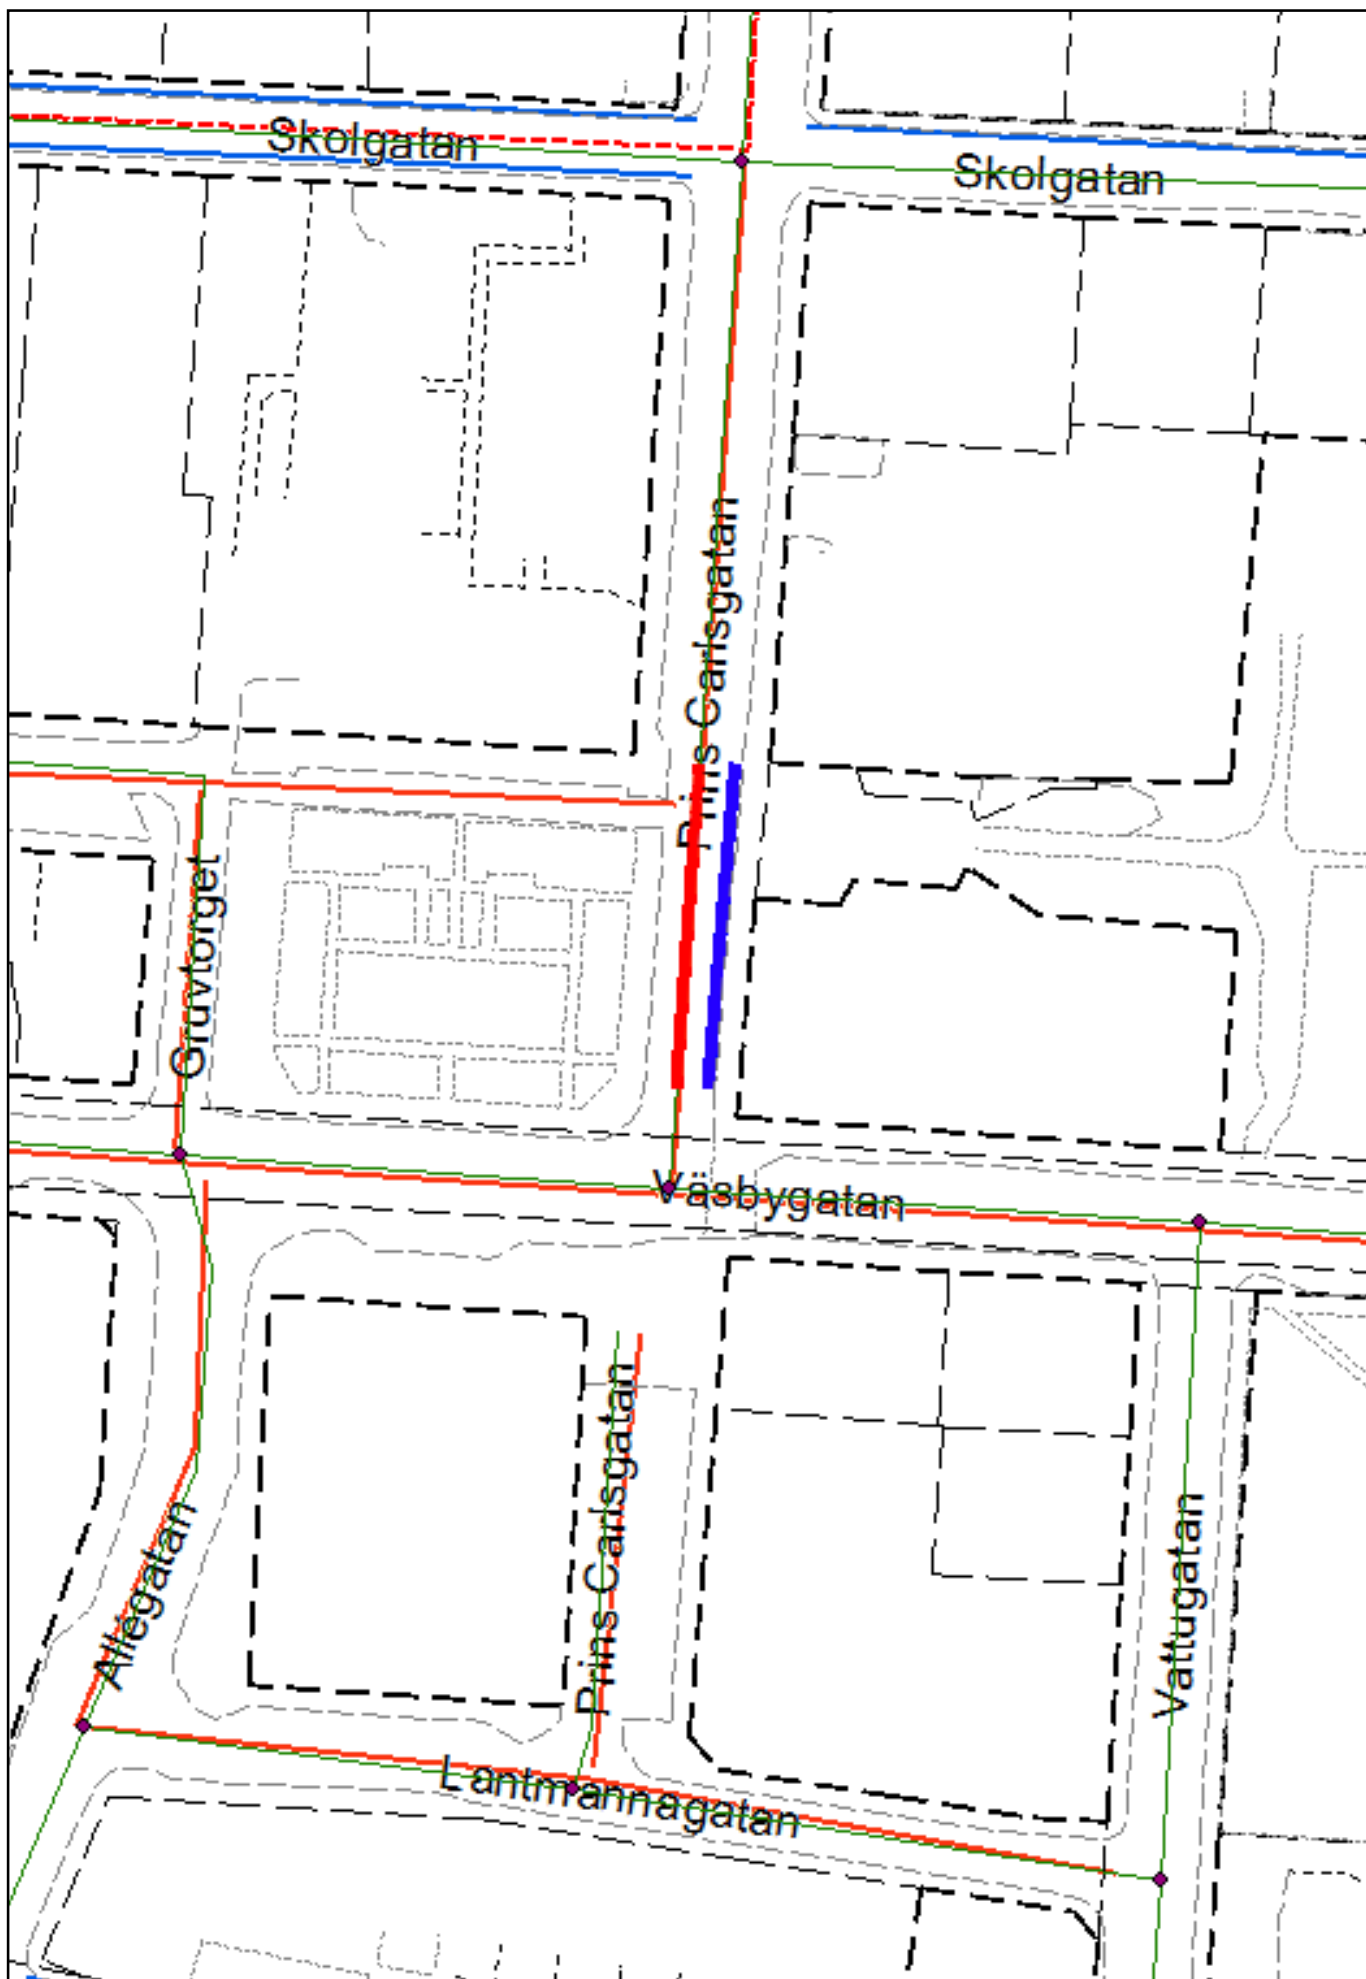 Skolgatan
Skolgatan
Prins Carlsgatan
Gruvtorget
Väsbygatan
Prins Carlsgatan
Allégatan
Vattugatan
Lantmannagatan